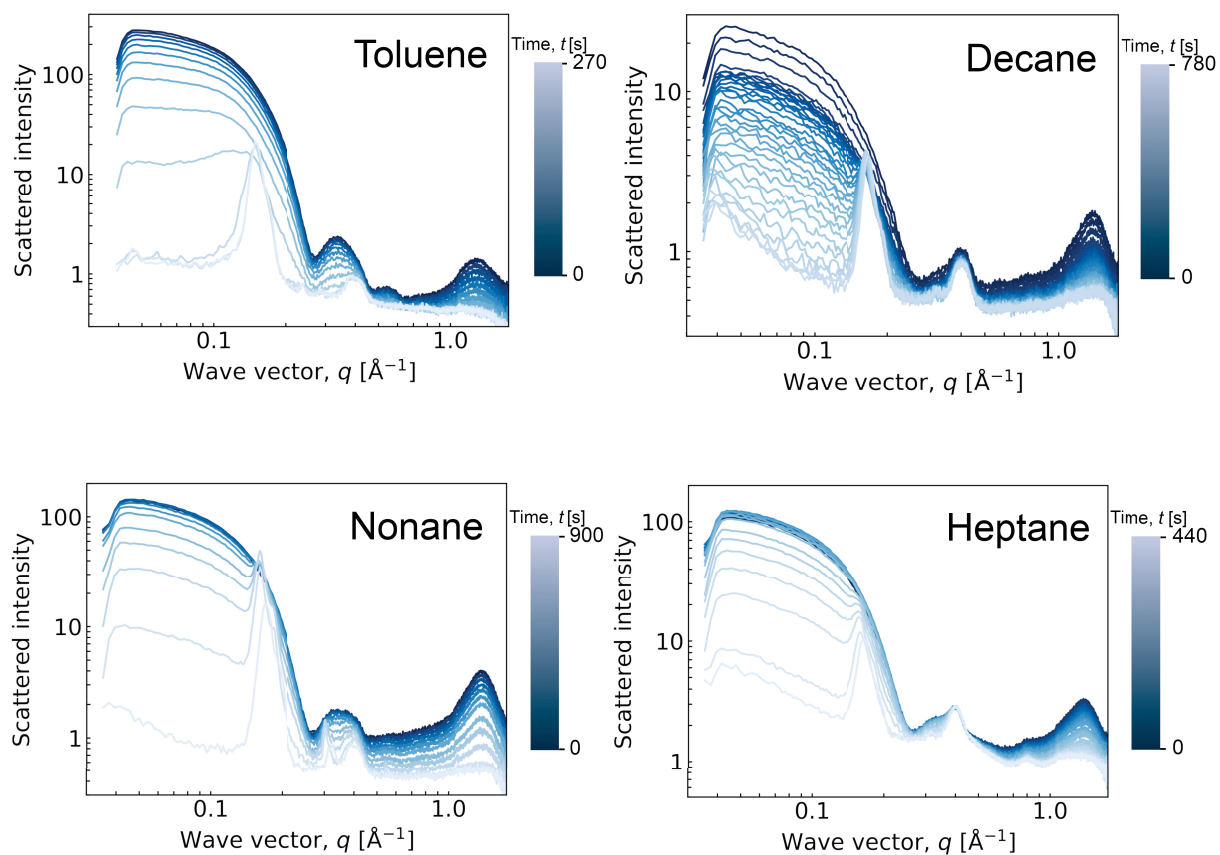 Toluene
Time, t [s]
270
0
100
10
1
Scattered intensity
0.1
1.0
Wave vector, q [Å⁻¹]
Decane
Time, t [s]
780
0
10
1
Scattered intensity
0.1
1.0
Wave vector, q [Å⁻¹]
Nonane
Time, t [s]
900
0
100
10
1
Scattered intensity
0.1
1.0
Wave vector, q [Å⁻¹]
Heptane
Time, t [s]
440
0
100
10
1
Scattered intensity
0.1
1.0
Wave vector, q [Å⁻¹]